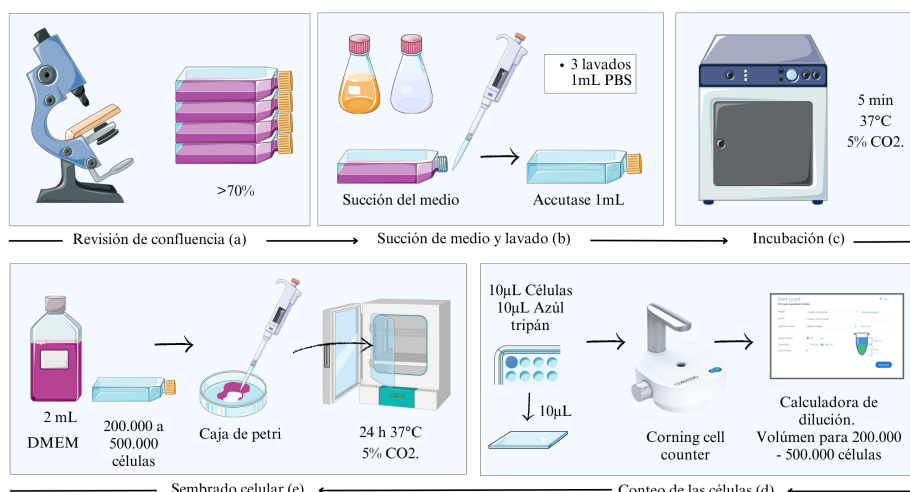 >70%
Revisión de confluencia (a)
• 3 lavados
1mL PBS
Succión del medio
Accutase 1mL
Succión de medio y lavado (b)
5 min
37°C
5% CO2.
Incubación (c)
2 mL
DMEM
200.000 a
500.000
células
Caja de petri
24 h 37°C
5% CO2.
Sembrado celular (e)
10µL Células
10µL Azúl
tripán
10µL
CORNING
Corning cell
counter
Start count
Calculadora de
dilución.
Volúmen para 200.000
- 500.000 células
Conteo de las células (d)